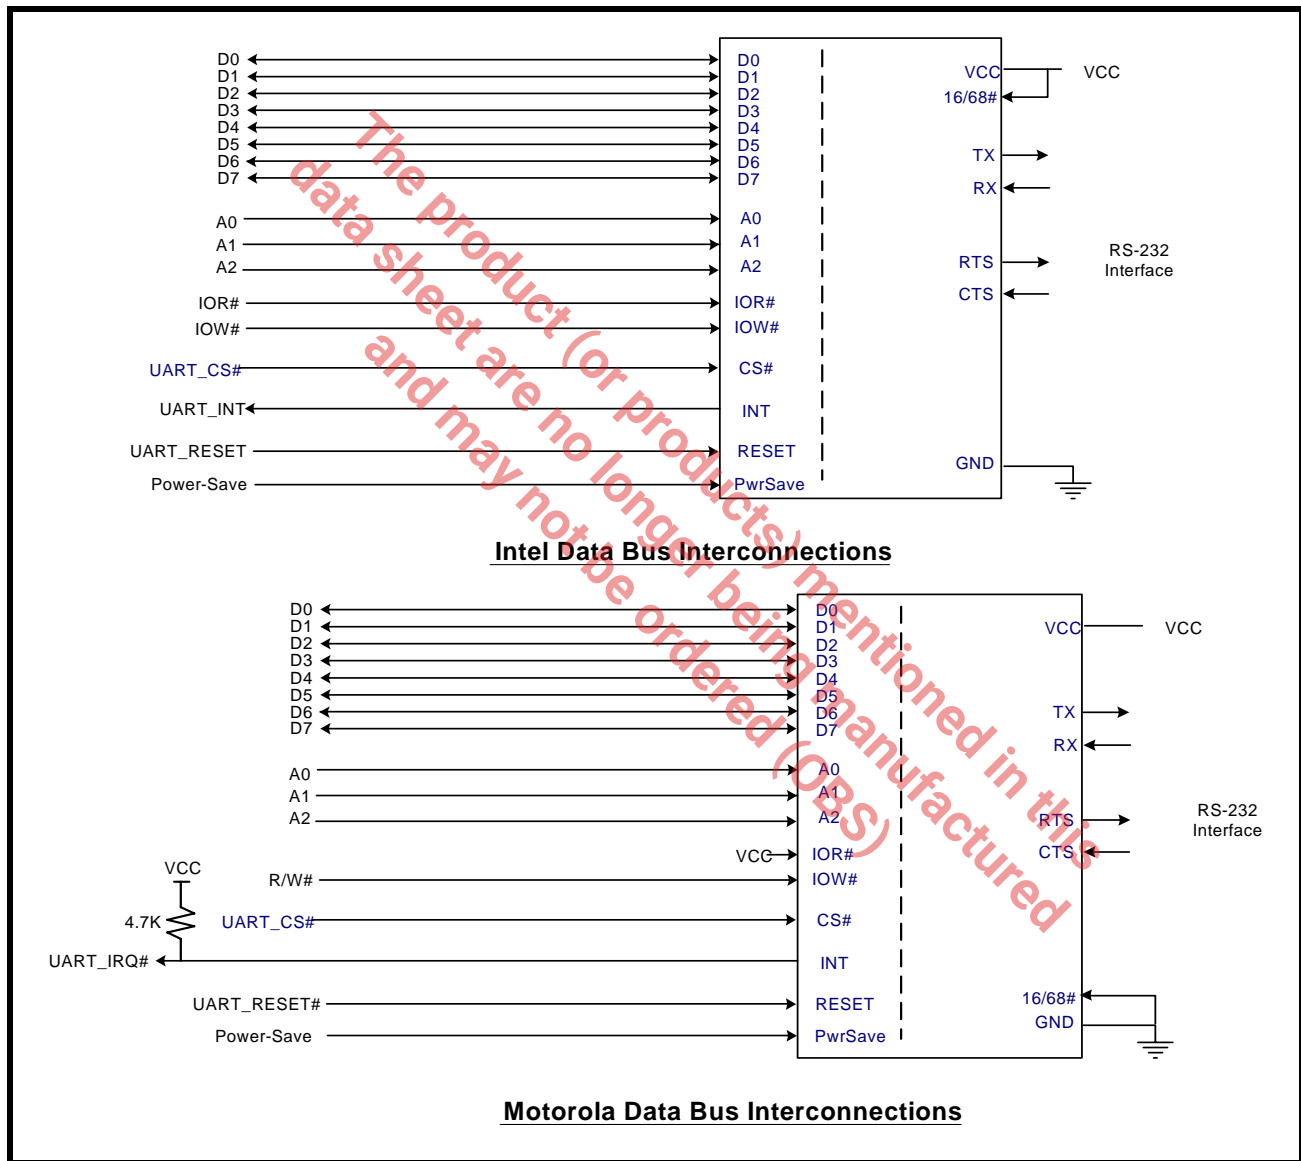 D0 D0
D1 D1
D2 D2
D3 D3
D4 D4
D5 D5
D6 D6
D7 D7
VCC VCC
16/68#
TX
RX
A0 A0
A1 A1
A2 A2
RTS
CTS
RS-232
Interface
IOR# IOR#
IOW# IOW#
UART_CS# CS#
UART_INT INT
UART_RESET RESET
Power-Save PwrSave
GND
Intel Data Bus Interconnections
D0 D0
D1 D1
D2 D2
D3 D3
D4 D4
D5 D5
D6 D6
D7 D7
VCC VCC
TX
RX
A0 A0
A1 A1
A2 A2
RTS
CTS
RS-232
Interface
VCC IOR#
R/W# IOW#
VCC
4.7K
UART_CS# CS#
UART_IRQ# INT
UART_RESET# RESET
Power-Save PwrSave
16/68#
GND
Motorola Data Bus Interconnections
The product (or products) mentioned in this
data sheet are no longer being manufactured
and may not be ordered (OBS)